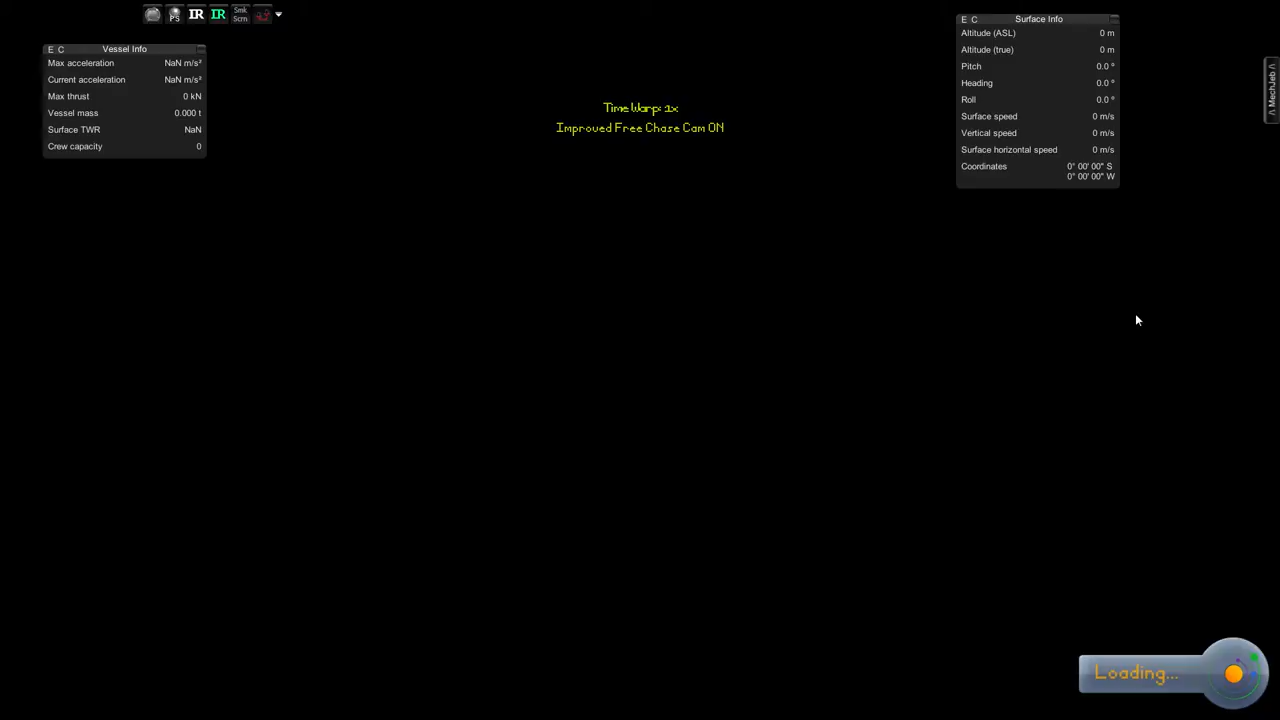 PS IR IR Smk
Scrn
E C Vessel Info
Max acceleration NaN m/s²
Current acceleration NaN m/s²
Max thrust 0 kN
Vessel mass 0.000 t
Surface TWR NaN
Crew capacity 0
Time Warp: 1x
Improved Free Chase Cam ON
E C Surface Info
Altitude (ASL) 0 m
Altitude (true) 0 m
Pitch 0.0 º
Heading 0.0 º
Roll 0.0 º
Surface speed 0 m/s
Vertical speed 0 m/s
Surface horizontal speed 0 m/s
Coordinates 0° 00' 00" S
0° 00' 00" W
/\ MechJeb /\
Loading...